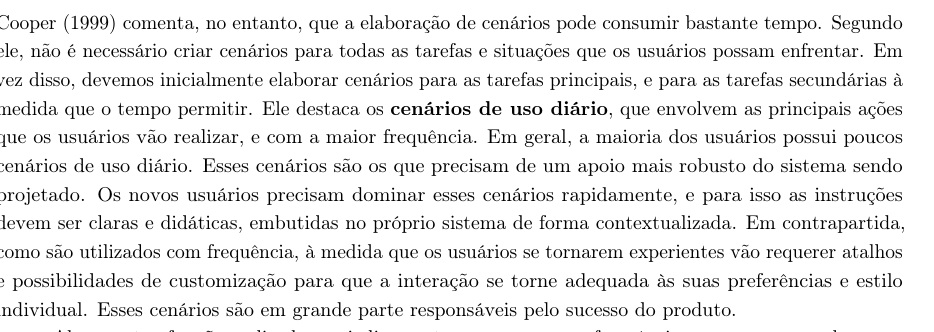 Cooper (1999) comenta, no entanto, que a elaboração de cenários pode consumir bastante tempo. Segundo
ele, não é necessário criar cenários para todas as tarefas e situações que os usuários possam enfrentar. Em
vez disso, devemos inicialmente elaborar cenários para as tarefas principais, e para as tarefas secundárias à
medida que o tempo permitir. Ele destaca os cenários de uso diário, que envolvem as principais ações
que os usuários vão realizar, e com a maior frequência. Em geral, a maioria dos usuários possui poucos
cenários de uso diário. Esses cenários são os que precisam de um apoio mais robusto do sistema sendo
projetado. Os novos usuários precisam dominar esses cenários rapidamente, e para isso as instruções
devem ser claras e didáticas, embutidas no próprio sistema de forma contextualizada. Em contrapartida,
como são utilizados com frequência, à medida que os usuários se tornarem experientes vão requerer atalhos
e possibilidades de customização para que a interação se torne adequada às suas preferências e estilo
individual. Esses cenários são em grande parte responsáveis pelo sucesso do produto.